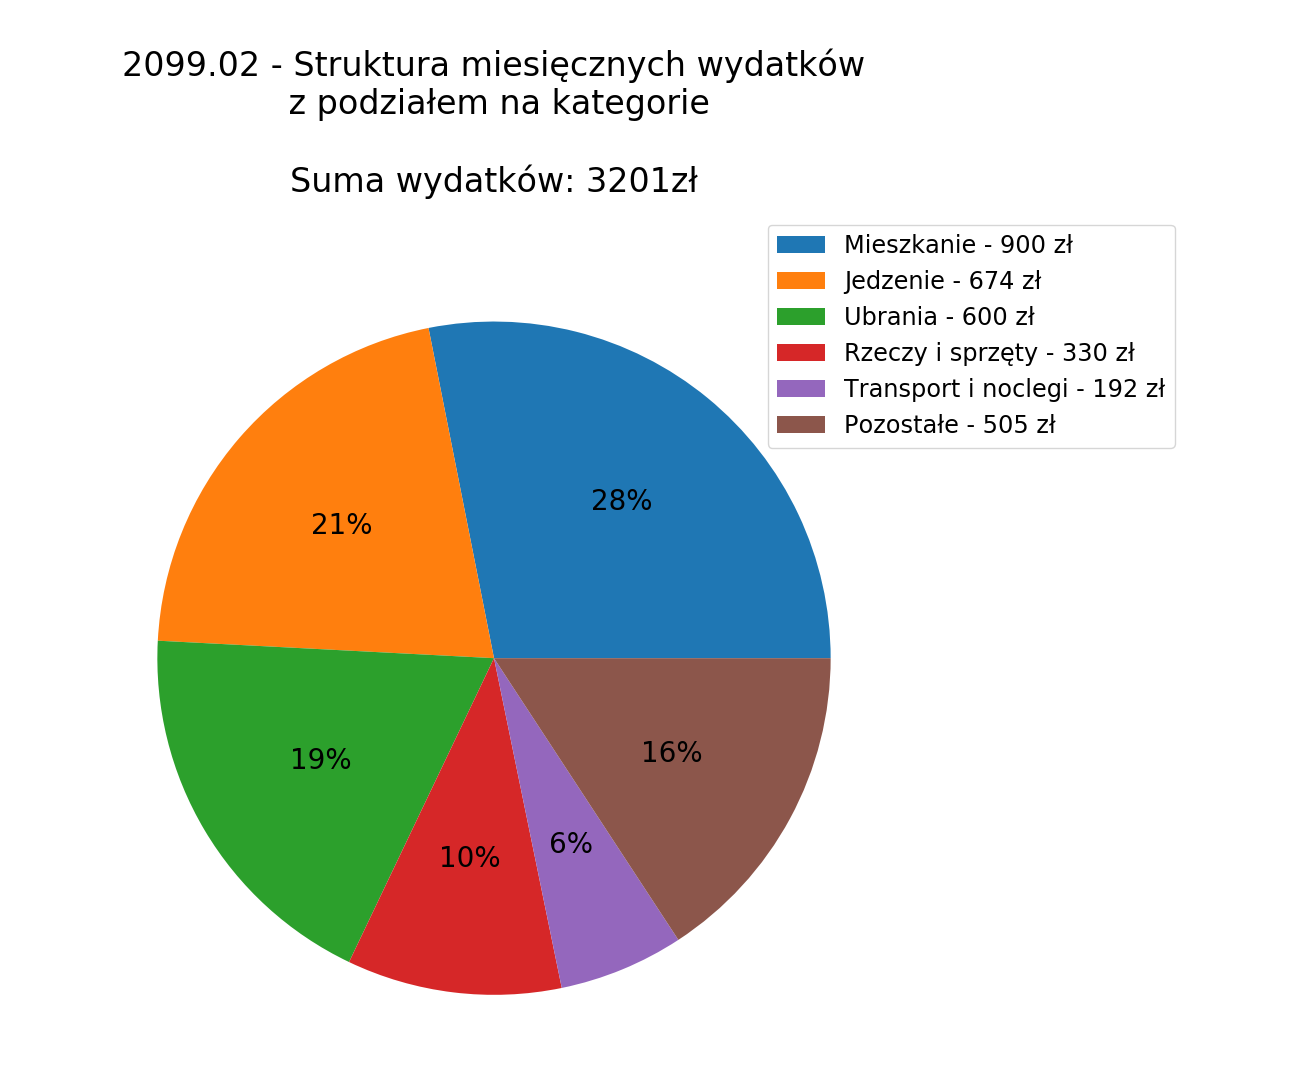 2099.02 - Struktura miesięcznych wydatków
z podziałem na kategorie
Suma wydatków: 3201zł
Mieszkanie - 900 zł
Jedzenie - 674 zł
Ubrania - 600 zł
Rzeczy i sprzęty - 330 zł
Transport i noclegi - 192 zł
Pozostałe - 505 zł
28%
21%
19%
10%
6%
16%